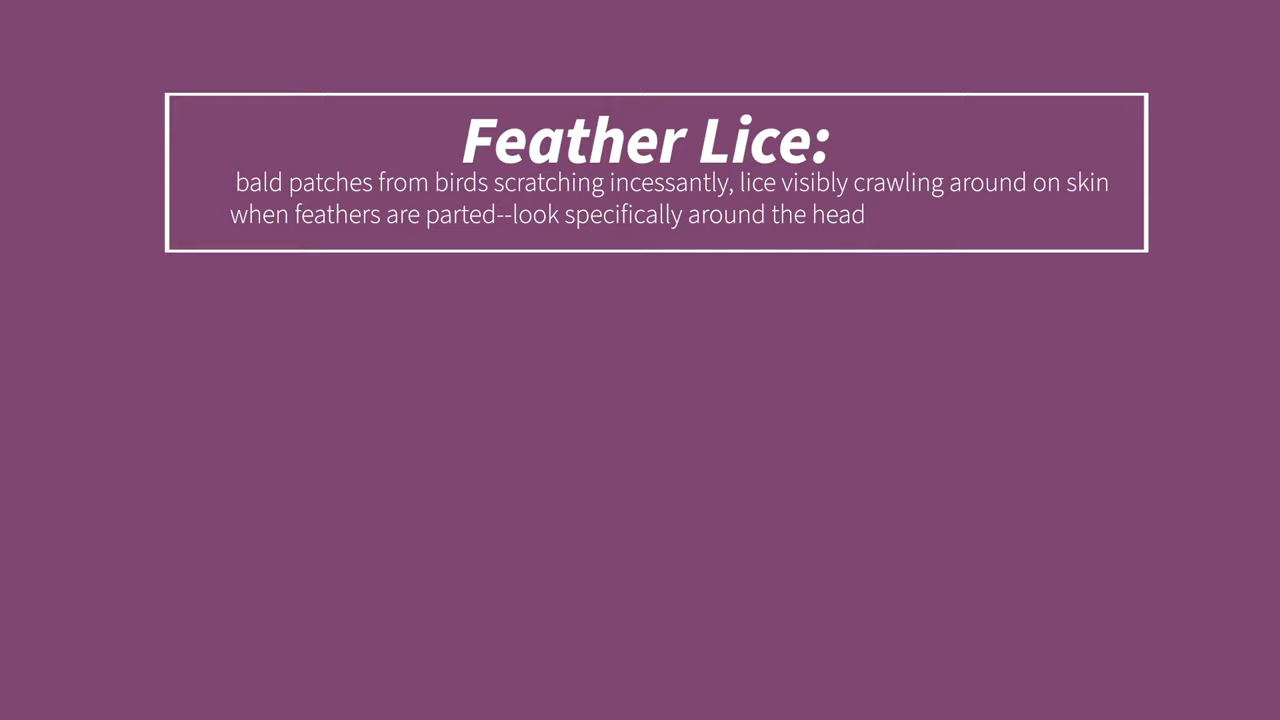 Feather Lice:
bald patches from birds scratching incessantly, lice visibly crawling around on skin
when feathers are parted--look specifically around the head